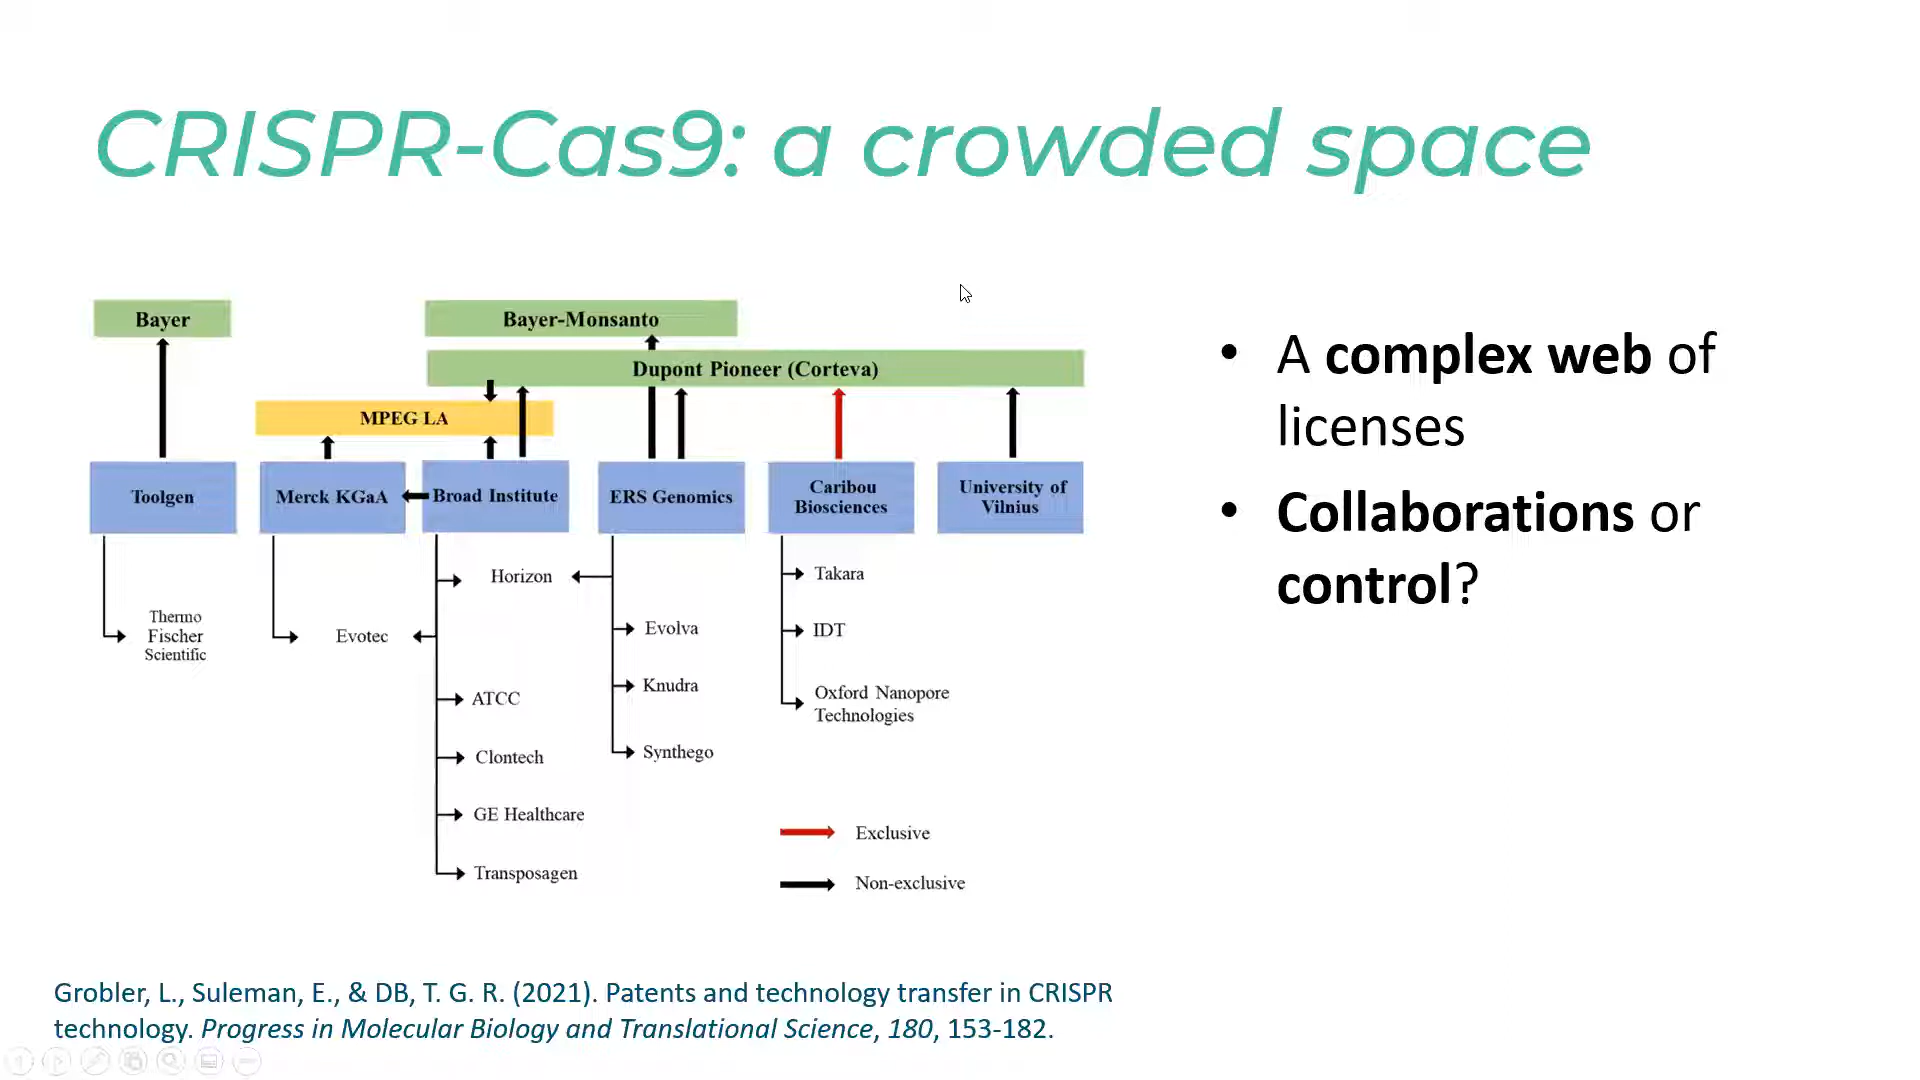 CRISPR-Cas9: a crowded space
Bayer
Bayer-Monsanto
Dupont Pioneer (Corteva)
MPEG LA
Toolgen
Merck KGaA
Broad Institute
ERS Genomics
Caribou
Biosciences
University of
Vilnius
Thermo
Fischer
Scientific
Evotec
Horizon
ATCC
Clontech
GE Healthcare
Transposagen
Evolva
Knudra
Synthego
Takara
IDT
Oxford Nanopore
Technologies
Exclusive
Non-exclusive
• A complex web of
licenses
• Collaborations or
control?
Grobler, L., Suleman, E., & DB, T. G. R. (2021). Patents and technology transfer in CRISPR
technology. Progress in Molecular Biology and Translational Science, 180, 153-182.